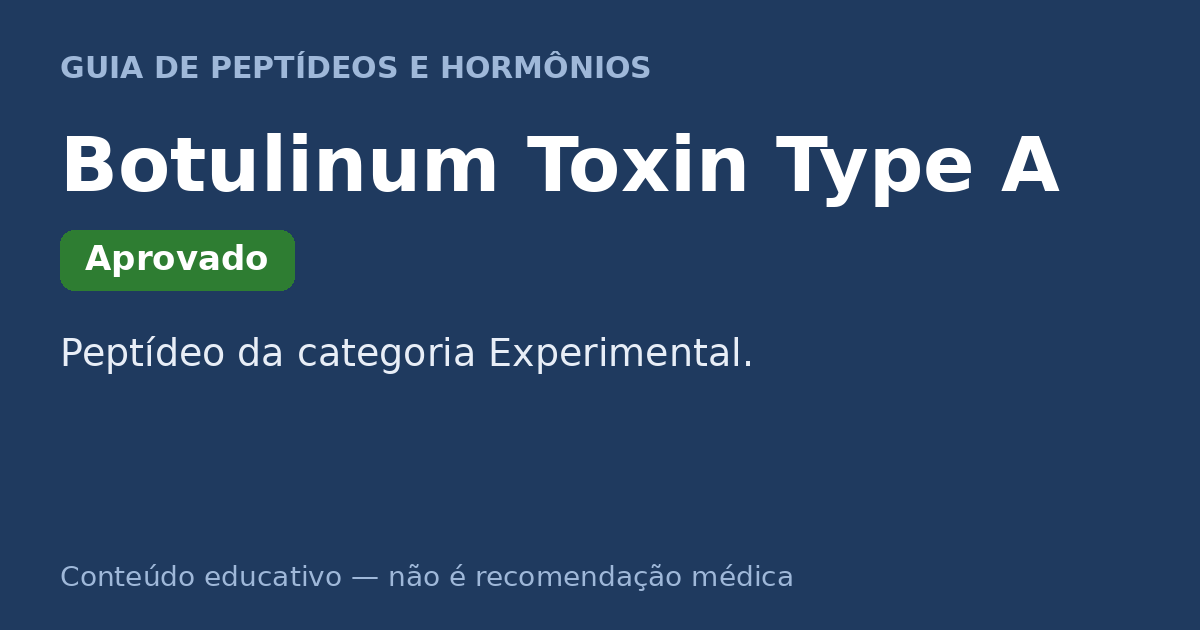 GUIA DE PEPTÍDEOS E HORMÔNIOS
Botulinum Toxin Type A
Aprovado
Peptídeo da categoria Experimental.
Conteúdo educativo — não é recomendação médica